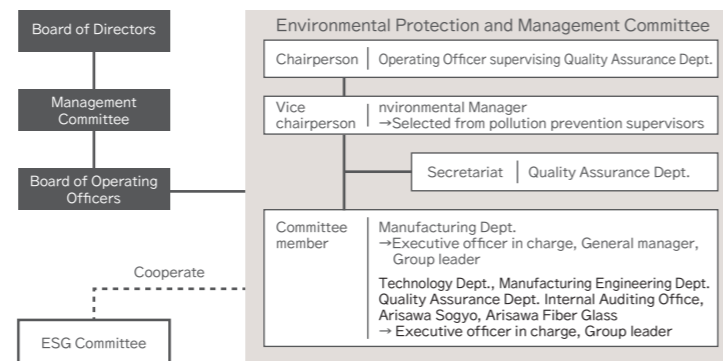 Board of Directors
Management
Committee
Board of Operating
Officers
Cooperate
ESG Committee
Environmental Protection and Management Committee
Chairperson
Operating Officer supervising Quality Assurance Dept.
Vice
chairperson
nvironmental Manager
→Selected from pollution prevention supervisors
Secretariat
Quality Assurance Dept.
Committee
member
Manufacturing Dept.
→Executive officer in charge, General manager,
Group leader
Technology Dept., Manufacturing Engineering Dept.
Quality Assurance Dept. Internal Auditing Office,
Arisawa Sogyo, Arisawa Fiber Glass
→ Executive officer in charge, Group leader